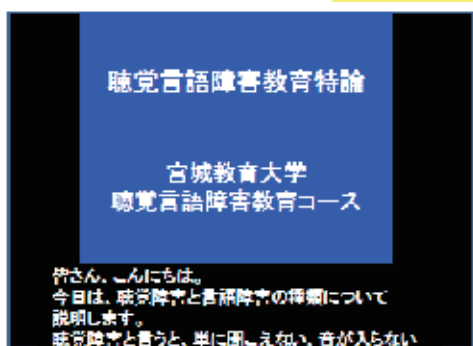 聴覚言語障害教育特論
宮城教育大学
聴覚言語障害教育コース
皆さん、こんにちは。
今日は、聴覚障害と言語障害の種類について
説明します。
聴覚障害と言うと、単に聞こえない、音が入らない